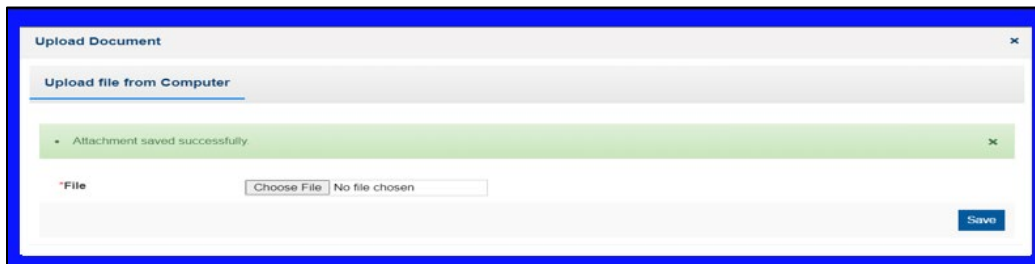 Upload Document ×
Upload file from Computer
• Attachment saved successfully ×
*File Choose File No file chosen
Save